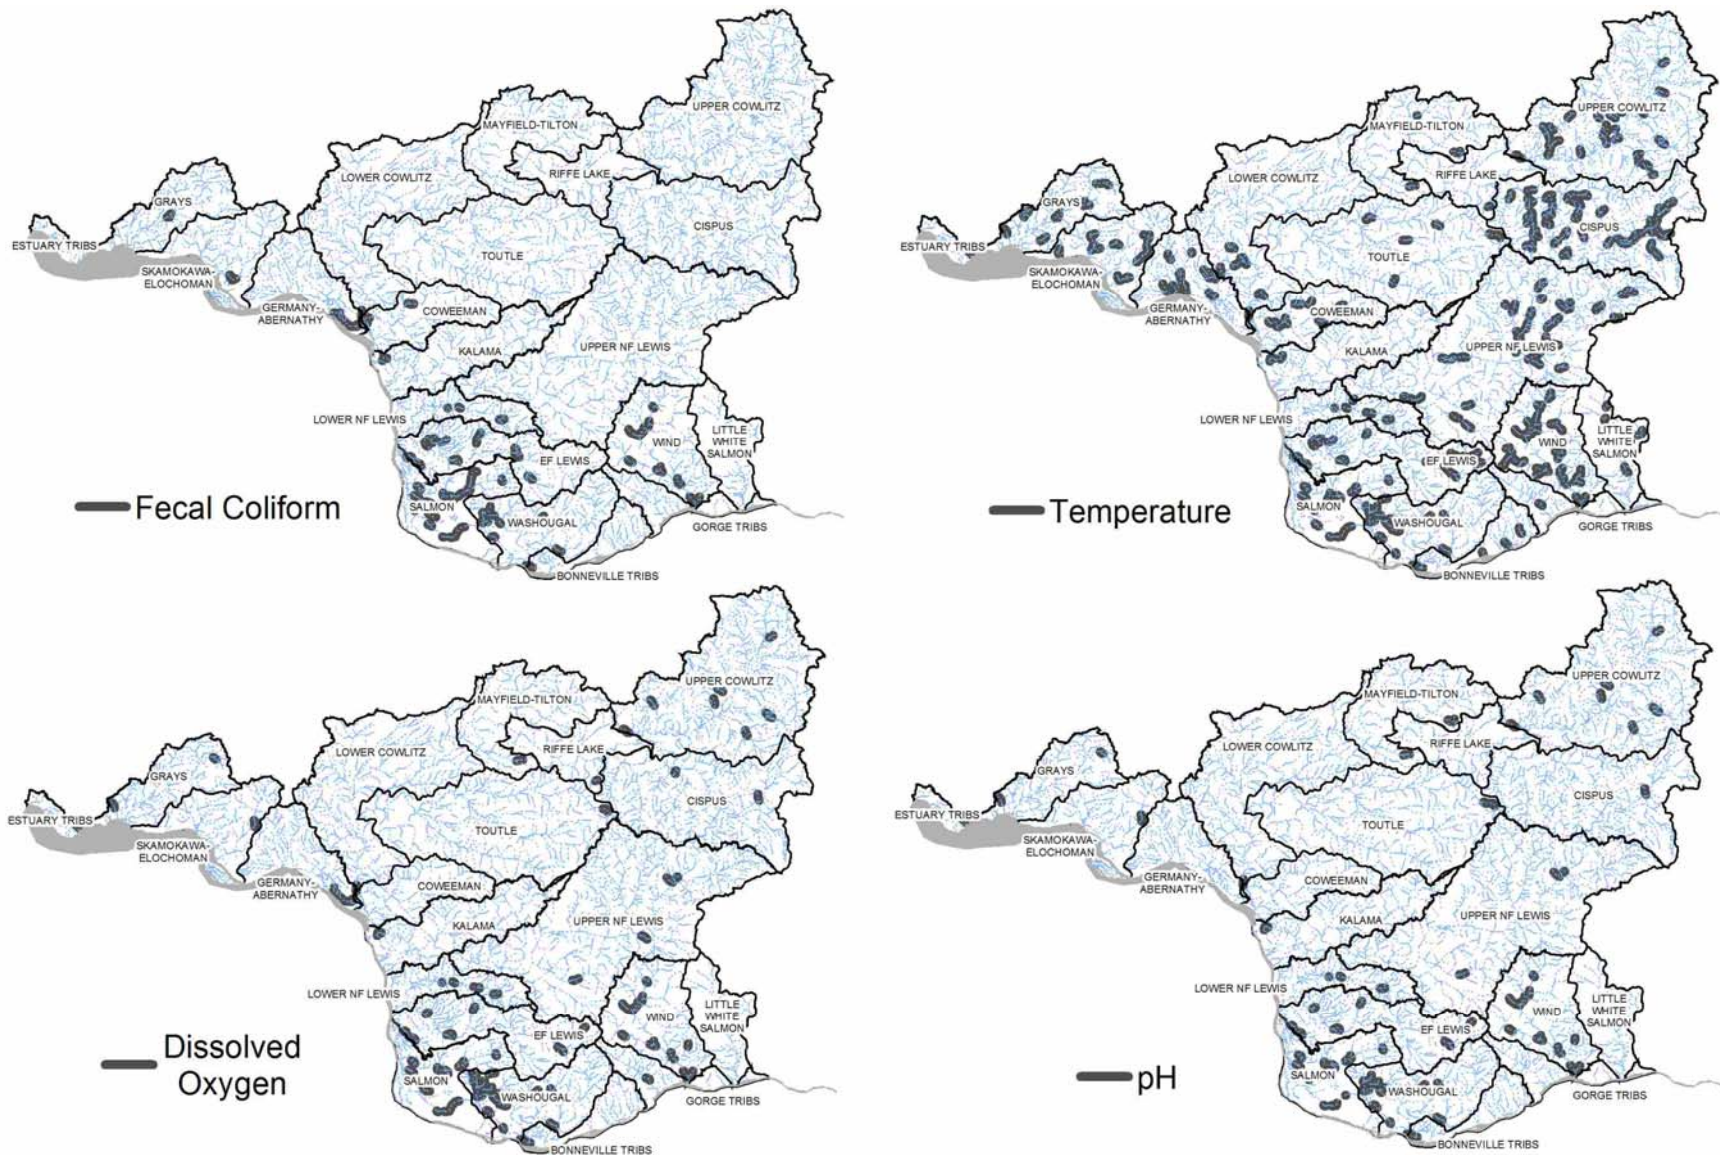 UPPER COWLITZ
MAYFIELD-TILTON
RIFFE LAKE
LOWER COWLITZ
GRAYS
CISPUS
ESTUARY TRIBS
TOUTLE
SKAMOKAWA-
ELOCHOMAN
GERMANY-
ABERNATHY
COWEEMAN
UPPER NF LEWIS
KALAMA
LOWER NF LEWIS
LITTLE
WHITE
SALMON
WIND
EF LEWIS
Fecal Coliform
SALMON
WASHOUGAL
GORGE TRIBS
BONNEVILLE TRIBS
UPPER COWLITZ
MAYFIELD-TILTON
RIFFE LAKE
LOWER COWLITZ
GRAYS
CISPUS
ESTUARY TRIBS
TOUTLE
SKAMOKAWA-
ELOCHOMAN
GERMANY-
ABERNATHY
COWEEMAN
UPPER NF LEWIS
KALAMA
LOWER NF LEWIS
LITTLE
WHITE
SALMON
WIND
EF LEWIS
Temperature
SALMON
WASHOUGAL
GORGE TRIBS
BONNEVILLE TRIBS
UPPER COWLITZ
MAYFIELD-TILTON
RIFFE LAKE
LOWER COWLITZ
GRAYS
CISPUS
ESTUARY TRIBS
TOUTLE
SKAMOKAWA-
ELOCHOMAN
GERMANY-
ABERNATHY
COWEEMAN
UPPER NF LEWIS
KALAMA
LOWER NF LEWIS
LITTLE
WHITE
SALMON
WIND
EF LEWIS
Dissolved
Oxygen
SALMON
WASHOUGAL
GORGE TRIBS
BONNEVILLE TRIBS
UPPER COWLITZ
MAYFIELD-TILTON
RIFFE LAKE
LOWER COWLITZ
GRAYS
CISPUS
ESTUARY TRIBS
TOUTLE
SKAMOKAWA-
ELOCHOMAN
GERMANY-
ABERNATHY
COWEEMAN
UPPER NF LEWIS
KALAMA
LOWER NF LEWIS
LITTLE
WHITE
SALMON
WIND
EF LEWIS
pH
SALMON
WASHOUGAL
GORGE TRIBS
BONNEVILLE TRIBS